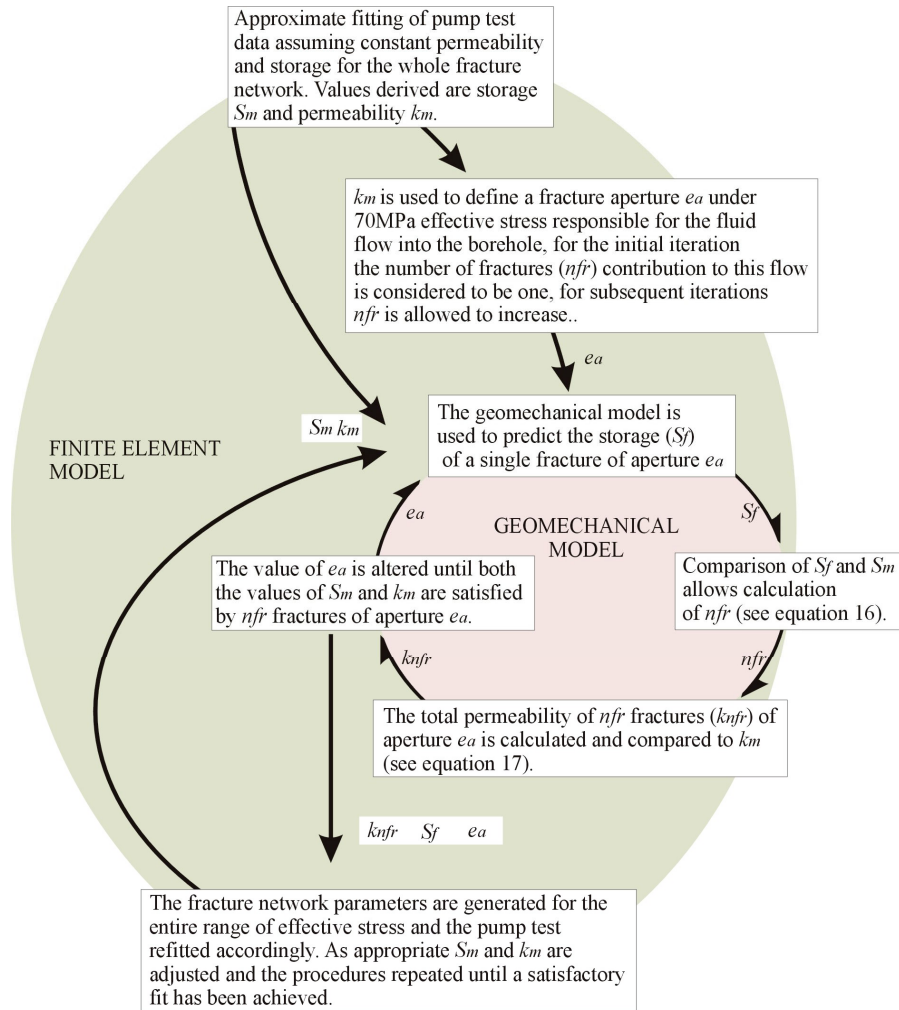 Approximate fitting of pump test
data assuming constant permeability
and storage for the whole fracture
network. Values derived are storage
Sm and permeability km.
km is used to define a fracture aperture ea under
70MPa effective stress responsible for the fluid
flow into the borehole, for the initial iteration
the number of fractures (nfr) contribution to this flow
is considered to be one, for subsequent iterations
nfr is allowed to increase..
ea
The geomechanical model is
used to predict the storage (Sf)
of a single fracture of aperture ea
Sm km
FINITE ELEMENT
MODEL
ea
GEOMECHANICAL
MODEL
Sf
Comparison of Sf and Sm
allows calculation
of nfr (see equation 16).
The value of ea is altered until both
the values of Sm and km are satisfied
by nfr fractures of aperture ea.
knfr
nfr
The total permeability of nfr fractures (knfr) of
aperture ea is calculated and compared to km
(see equation 17).
knfr Sf ea
The fracture network parameters are generated for the
entire range of effective stress and the pump test
refitted accordingly. As appropriate Sm and km are
adjusted and the procedures repeated until a satisfactory
fit has been achieved.